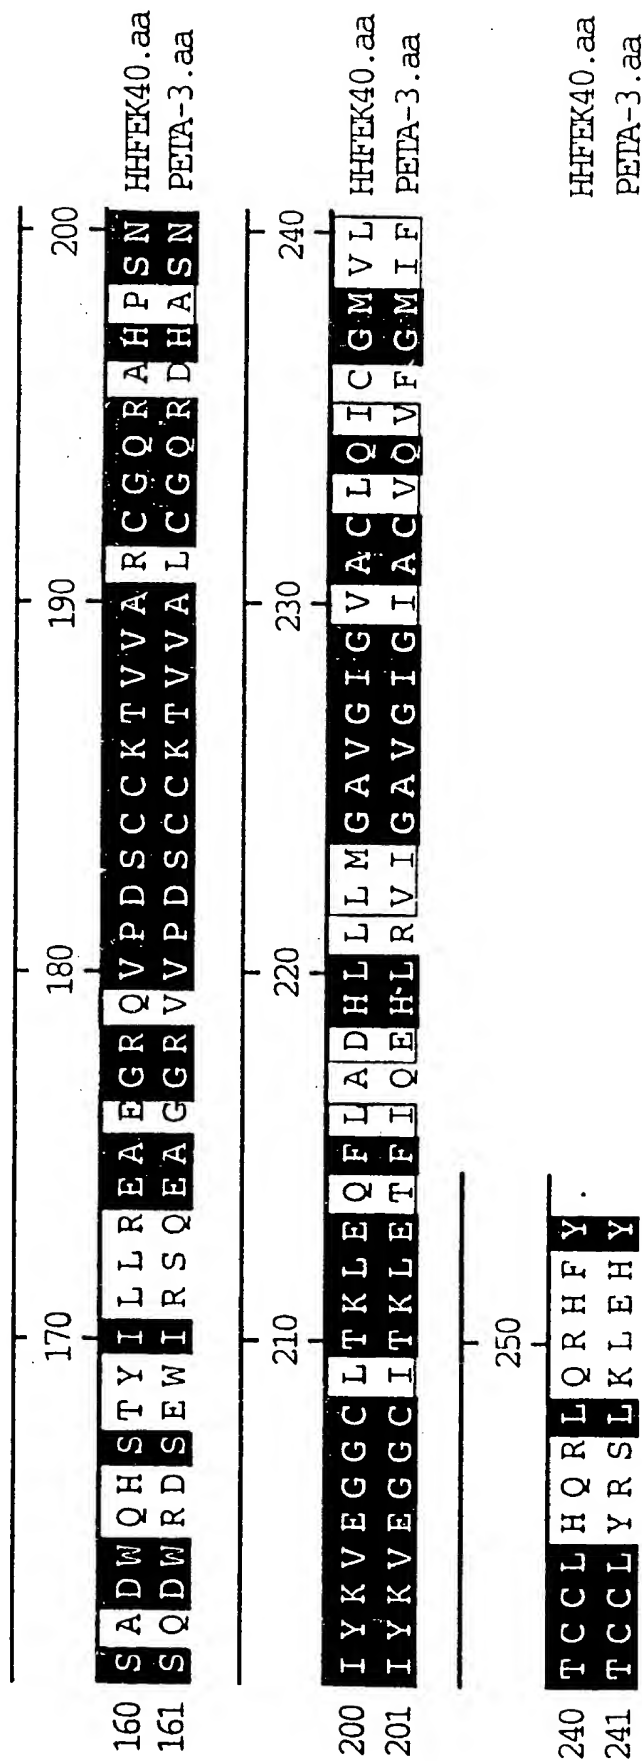 170 180 190 200
160 S A D W Q H S T Y I L L R E A E G R Q V P D S C C K T V V A R C G Q R A H P S N HHFEK40.aa
161 S Q D W R D S E W I R S Q E A G G R V V P D S C C K T V V A L C G Q R D H A S N PETA-3.aa
210 220 230 240
200 I Y K V E G G C L T K L E Q F L A D H L L L M G A V G I G V A C L Q I C G M V L HHFEK40.aa
201 I Y K V E G G C I T K L E T F I Q E H L R V I G A V G I G I A C V Q V F G M I F PETA-3.aa
250
240 T C C L H Q R L Q R H F Y HHFEK40.aa
241 T C C L Y R S L K L E H Y PETA-3.aa